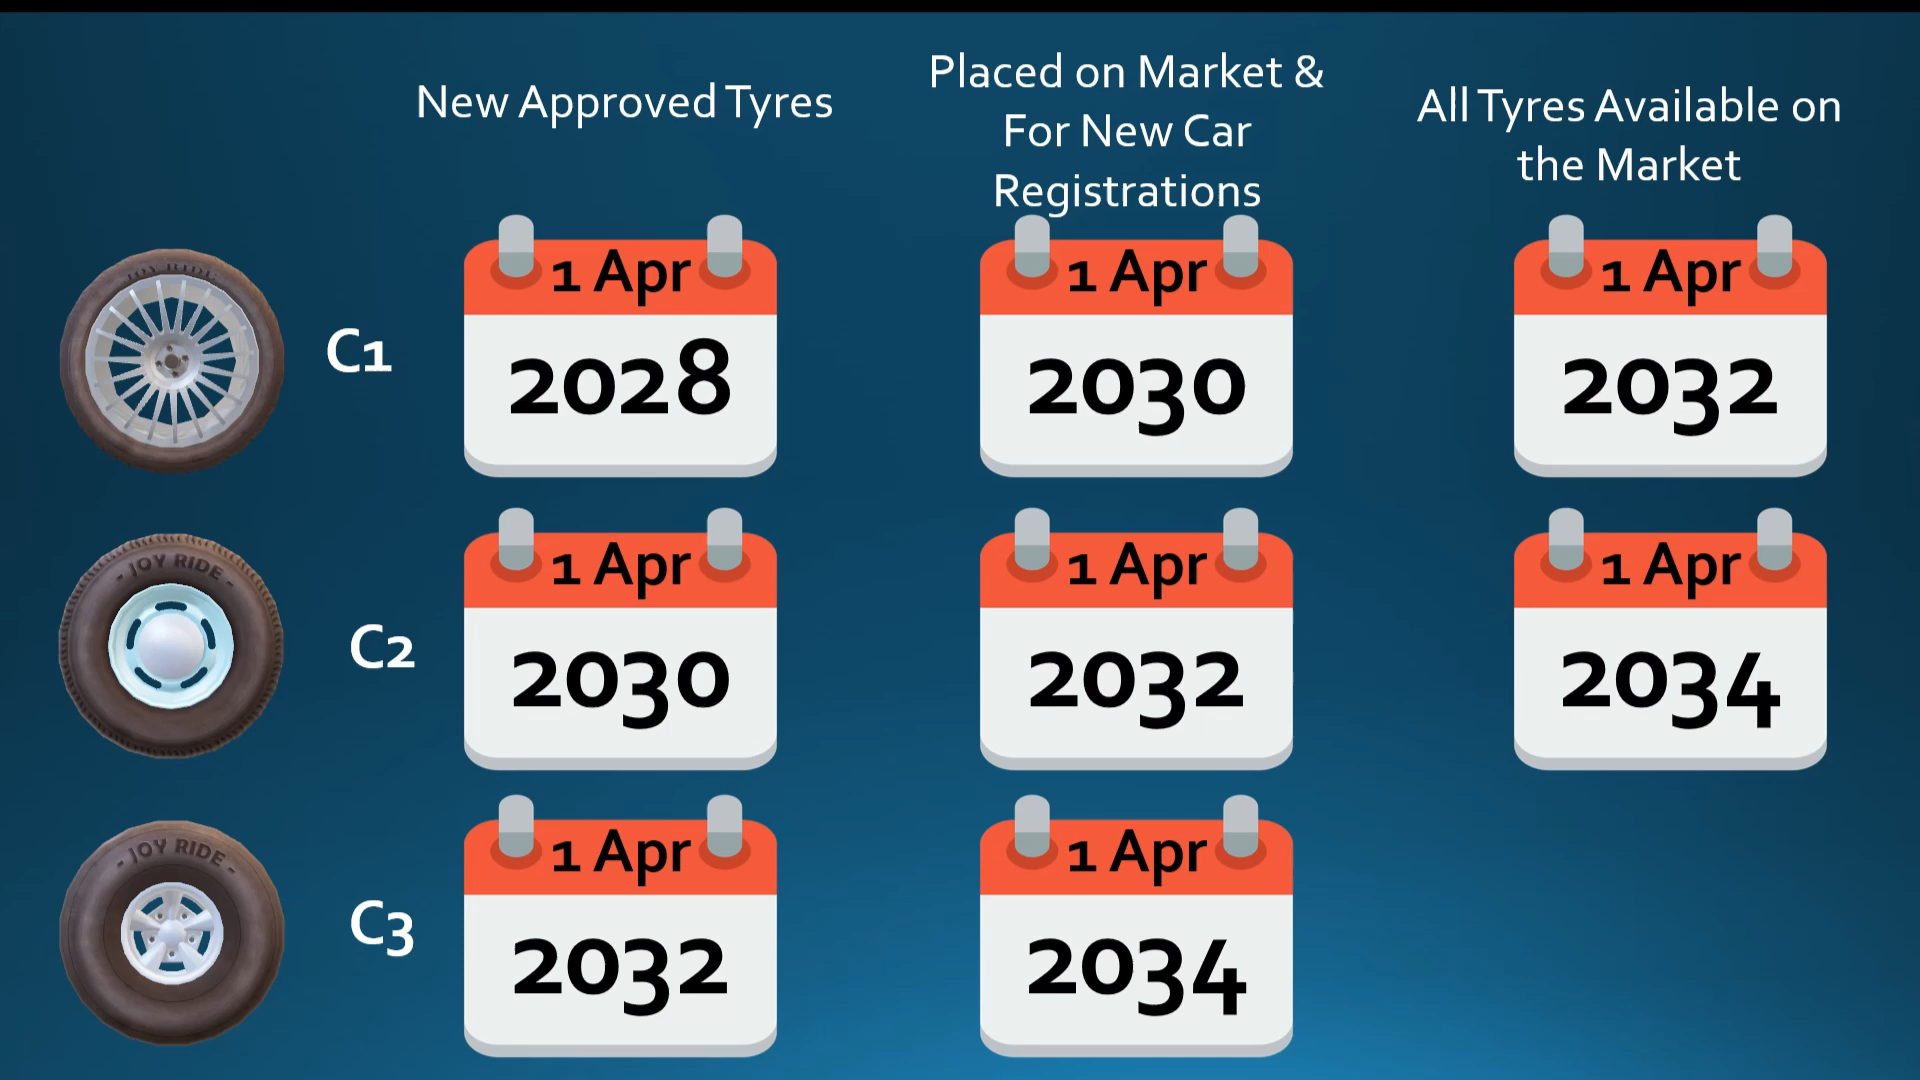 New Approved Tyres
Placed on Market &
For New Car
Registrations
All Tyres Available on
the Market
JOY RIDE
C1
1 Apr
2028
1 Apr
2030
1 Apr
2032
- JOY RIDE -
C2
1 Apr
2030
1 Apr
2032
1 Apr
2034
- JOY RIDE -
C3
1 Apr
2032
1 Apr
2034